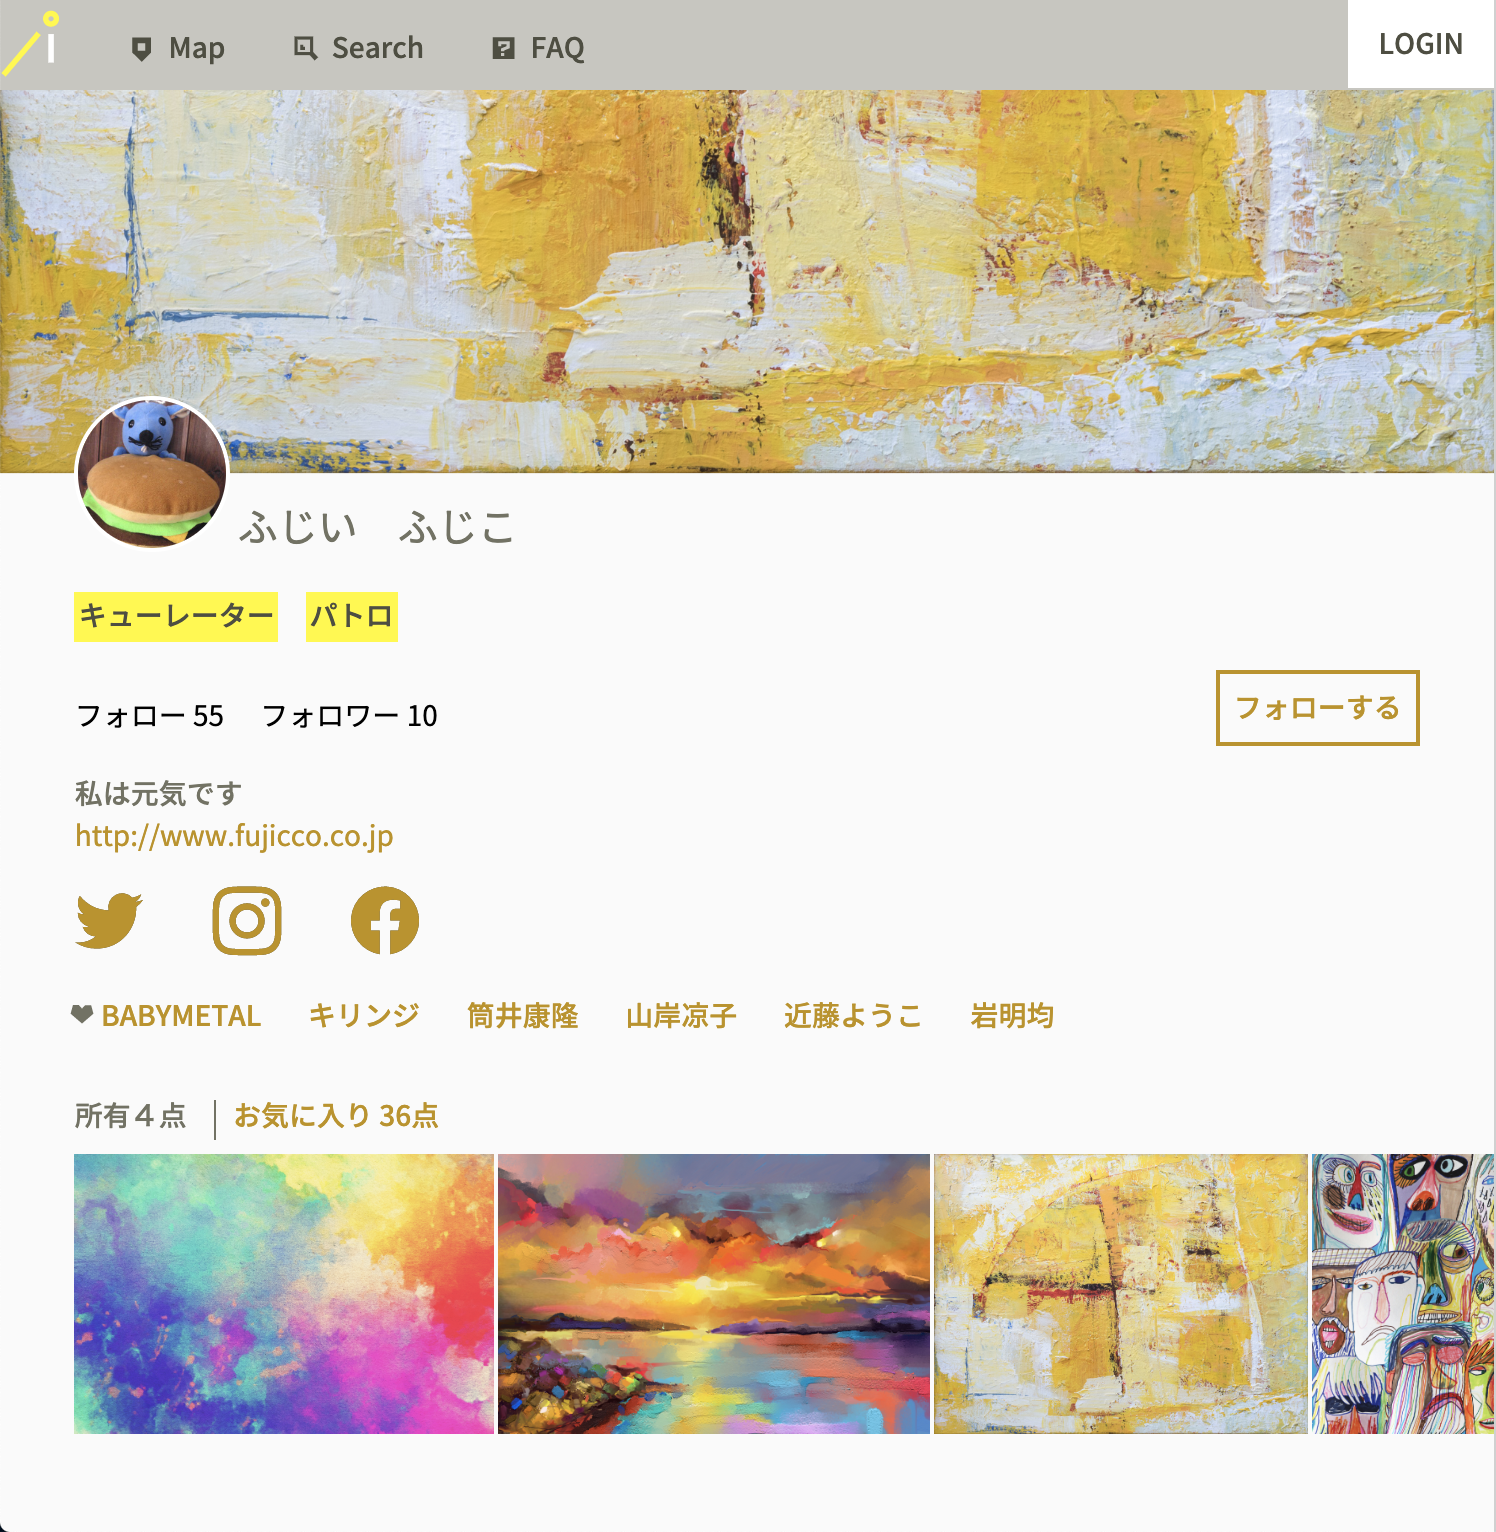 Map Search FAQ LOGIN
ふじい　ふじこ
キューレーター パトロ
フォロー 55 フォロワー 10
フォローする
私は元気です
http://www.fujicco.co.jp
BABYMETAL キリンジ 筒井康隆 山岸凉子 近藤ようこ 岩明均
所有４点 お気に入り 36点